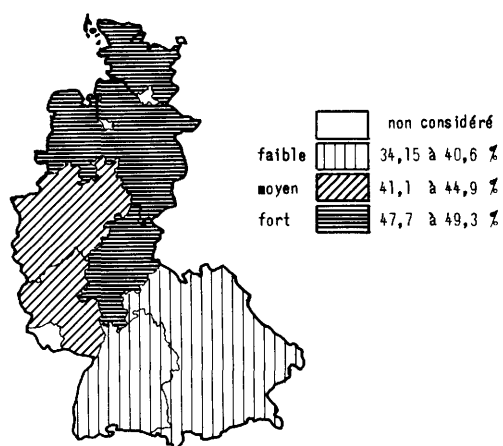 non considéré
faible 34,15 à 40,6 %
moyen 41,1 à 44,9 %
fort 47,7 à 49,3 %